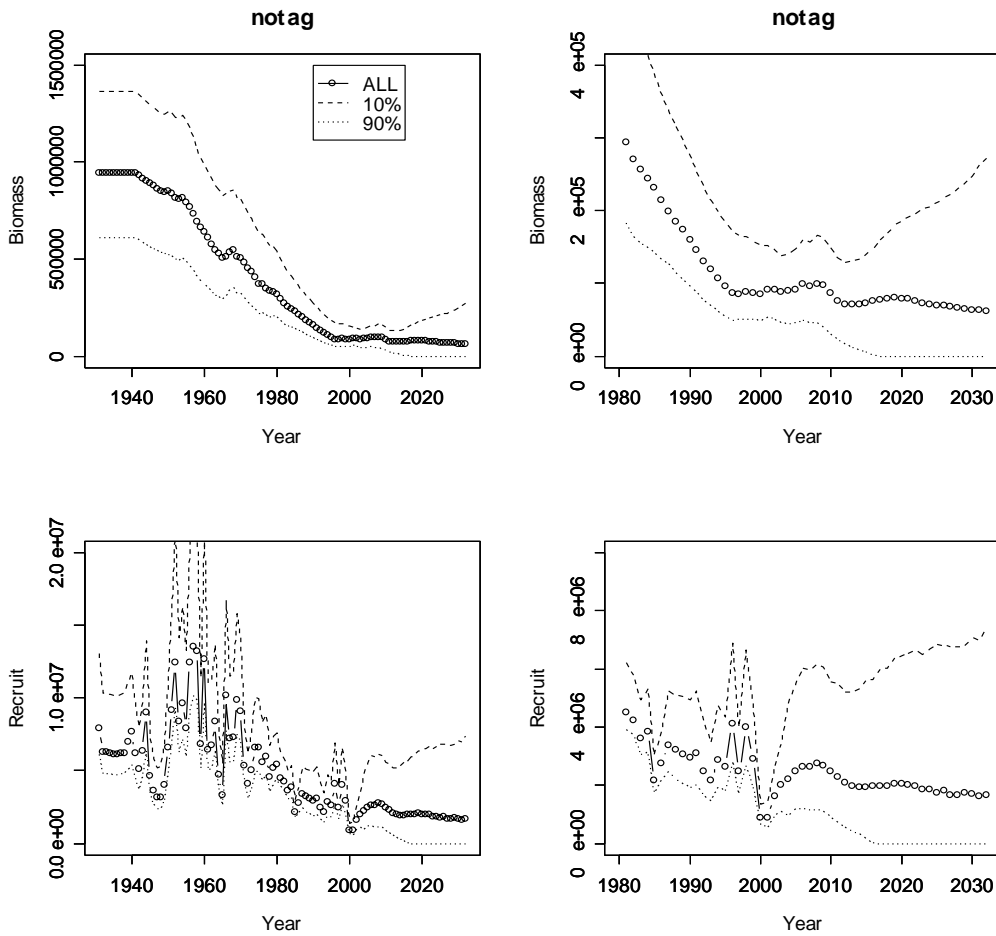 notag
Biomass
0 500000 1000000 1500000
ALL
10%
90%
1940 1960 1980 2000 2020
Year
notag
Biomass
0 e+00 2 e+05 4 e+05
1980 1990 2000 2010 2020 2030
Year
Recruit
0.0 e+00 1.0 e+07 2.0 e+07
1940 1960 1980 2000 2020
Year
Recruit
0 e+00 4 e+06 8 e+06
1980 1990 2000 2010 2020 2030
Year